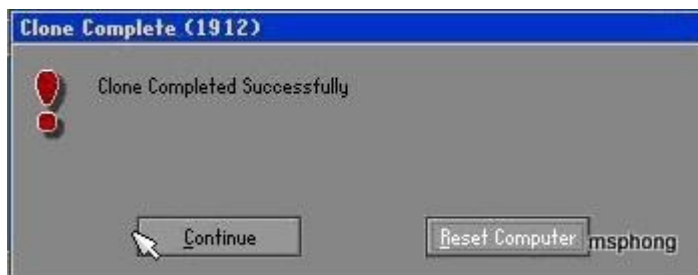 Clone Complete (1912)
Clone Completed Successfully
Continue
Reset Computer
msphong